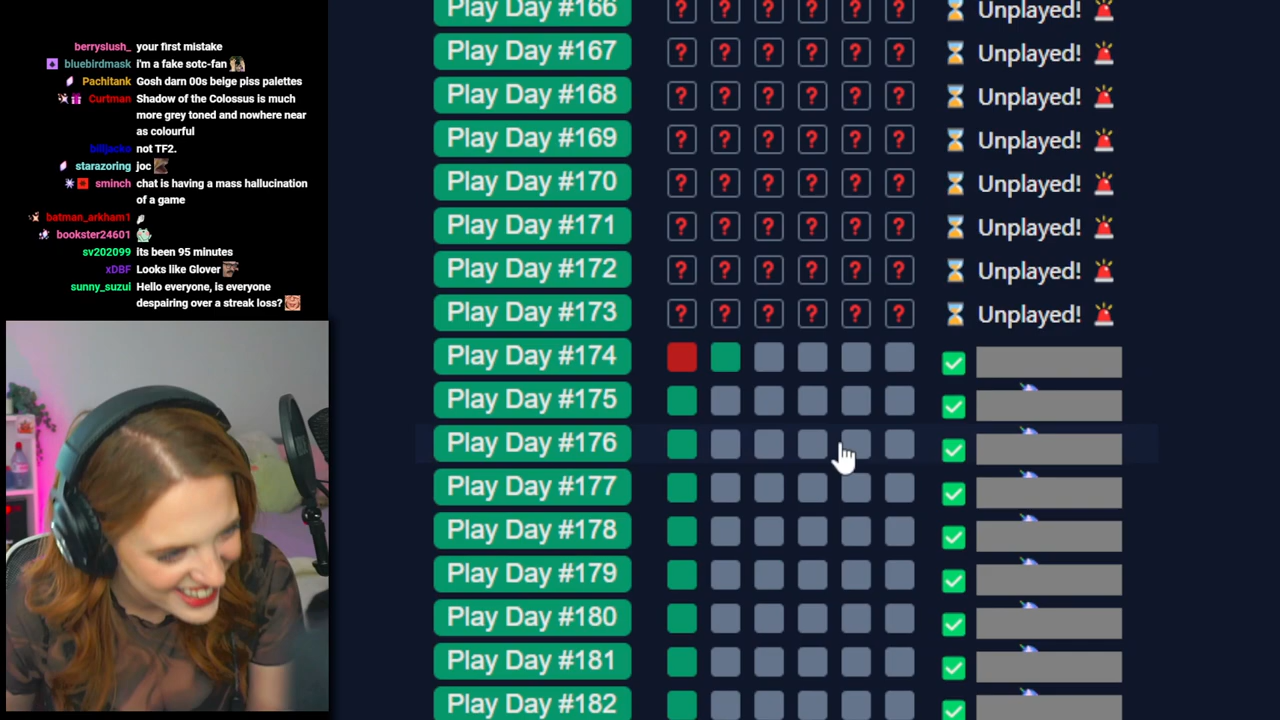 berryslush_ your first mistake
bluebirdmask i'm a fake sotc-fan
Pachitank Gosh darn 00s beige piss palettes
Curtman Shadow of the Colossus is much
more grey toned and nowhere near
as colourful
billjacks not TF2.
starazoring joc
sminch chat is having a mass hallucination
of a game
batman_arkham1
bookster24601
sv202099 its been 95 minutes
xDBF Looks like Glover
sunny_suzui Hello everyone, is everyone
despairing over a streak loss?
Play Day #166 ? ? ? ? ? ? Unplayed!
Play Day #167 ? ? ? ? ? ? Unplayed!
Play Day #168 ? ? ? ? ? ? Unplayed!
Play Day #169 ? ? ? ? ? ? Unplayed!
Play Day #170 ? ? ? ? ? ? Unplayed!
Play Day #171 ? ? ? ? ? ? Unplayed!
Play Day #172 ? ? ? ? ? ? Unplayed!
Play Day #173 ? ? ? ? ? ? Unplayed!
Play Day #174
Play Day #175
Play Day #176
Play Day #177
Play Day #178
Play Day #179
Play Day #180
Play Day #181
Play Day #182